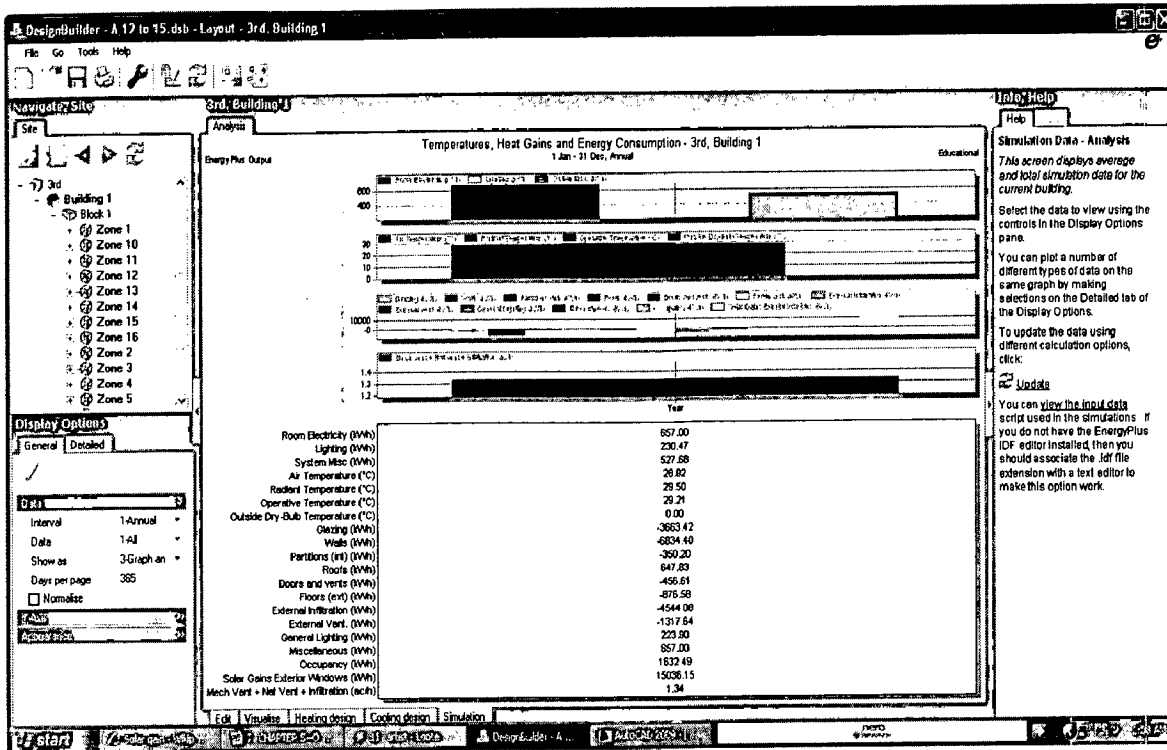 DesignBuilder - A 12 to 15.dsb - Layout - 3rd, Building 1
File Go Tools Help
Navigate, Site
Site
3rd
Building 1
Block 1
Zone 1
Zone 10
Zone 11
Zone 12
Zone 13
Zone 14
Zone 15
Zone 16
Zone 2
Zone 3
Zone 4
Zone 5
Display Options
General Detailed
Data
Interval 1-Annual
Data 1-All
Show as 3-Graph an
Days per page 365
Normalise
Y-Axis
Appearance
3rd, Building 1
Analysis
Temperatures, Heat Gains and Energy Consumption - 3rd, Building 1
EnergyPlus Output
1 Jan - 31 Dec, Annual
Educational
600
400
30
20
10
0
10000
-0
1.4
1.3
1.2
Year
Room Electricity (kWh) 657.00
Lighting (kWh) 230.47
System Misc (kWh) 527.68
Air Temperature (°C)
Radiant Temperature (°C) 29.50
Operative Temperature (°C) 29.21
Outside Dry-Bulb Temperature (°C) 0.00
Glazing (kWh) -3663.42
Walls (kWh) -6834.40
Partitions (int) (kWh) -350.20
Roofs (kWh) 647.83
Doors and vents (kWh) -456.61
Floors (ext) (kWh) -876.58
External Infiltration (kWh) -4544.08
External Vent. (kWh) -1317.64
General Lighting (kWh) 223.90
Miscellaneous (kWh) 657.00
Occupancy (kWh) 1632.49
Solar Gains Exterior Windows (kWh) 15036.15
Mech Vent + Nat Vent + Infiltration (ac/h) 1.34
Edit Visualise Heating design Cooling design Simulation
Info, Help
Help
Simulation Data - Analysis
This screen displays average
and total simulation data for the
current building.
Select the data to view using the
controls in the Display Options
pane.
You can plot a number of
different types of data on the
same graph by making
selections on the Detailed tab of
the Display Options.
To update the data using
different calculation options,
click:
Update
You can view the input data
script used in the simulations. If
you do not have the EnergyPlus
IDF editor installed, then you
should associate the .idf file
extension with a text editor to
make this option work.
start
DesignBuilder - A ...
nero